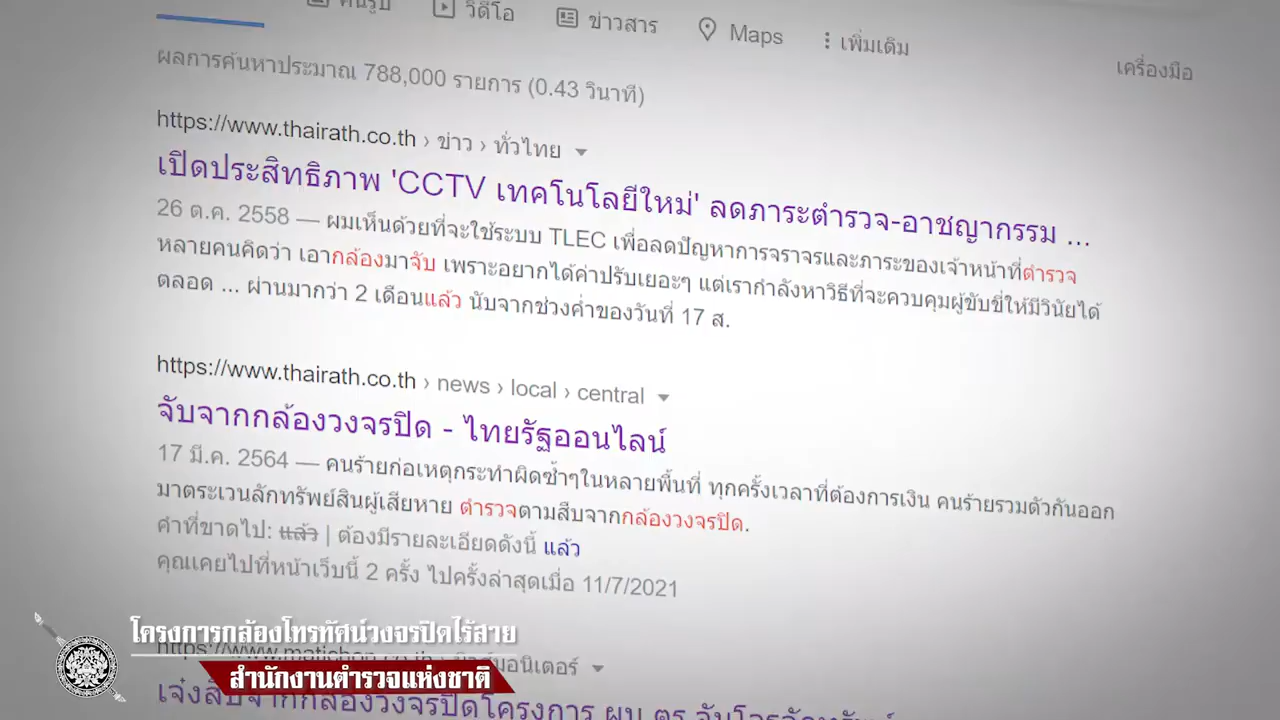 ค้นรูป วิดีโอ ข่าวสาร Maps เพิ่มเติม
เครื่องมือ
ผลการค้นหาประมาณ 788,000 รายการ (0.43 วินาที)
https://www.thairath.co.th › ข่าว › ทั่วไทย
เปิดประสิทธิภาพ 'CCTV เทคโนโลยีใหม่' ลดภาระตำรวจ-อาชญากรรม ...
26 ต.ค. 2558 — ผมเห็นด้วยที่จะใช้ระบบ TLEC เพื่อลดปัญหาการจราจรและภาระของเจ้าหน้าที่ตำรวจ
หลายคนคิดว่า เอากล้องมาจับ เพราะอยากได้ค่าปรับเยอะๆ แต่เรากำลังหาวิธีที่จะควบคุมผู้ขับขี่ให้มีวินัยได้
ตลอด ... ผ่านมากว่า 2 เดือนแล้ว นับจากช่วงค่ำของวันที่ 17 ส.
https://www.thairath.co.th › news › local › central
จับจากกล้องวงจรปิด - ไทยรัฐออนไลน์
17 มี.ค. 2564 — คนร้ายก่อเหตุกระทำผิดซ้ำๆในหลายพื้นที่ ทุกครั้งเวลาที่ต้องการเงิน คนร้ายรวมตัวกันออก
มาตระเวนลักทรัพย์สินผู้เสียหาย ตำรวจตามสืบจากกล้องวงจรปิด.
คำที่ขาดไป: แล้ว | ต้องมีรายละเอียดดังนี้ แล้ว
คุณเคยไปที่หน้าเว็บนี้ 2 ครั้ง ไปครั้งล่าสุดเมื่อ 11/7/2021
โครงการกล้องโทรทัศน์วงจรปิดไร้สาย
https://www.matichon.co.th
สำนักงานตำรวจแห่งชาติ